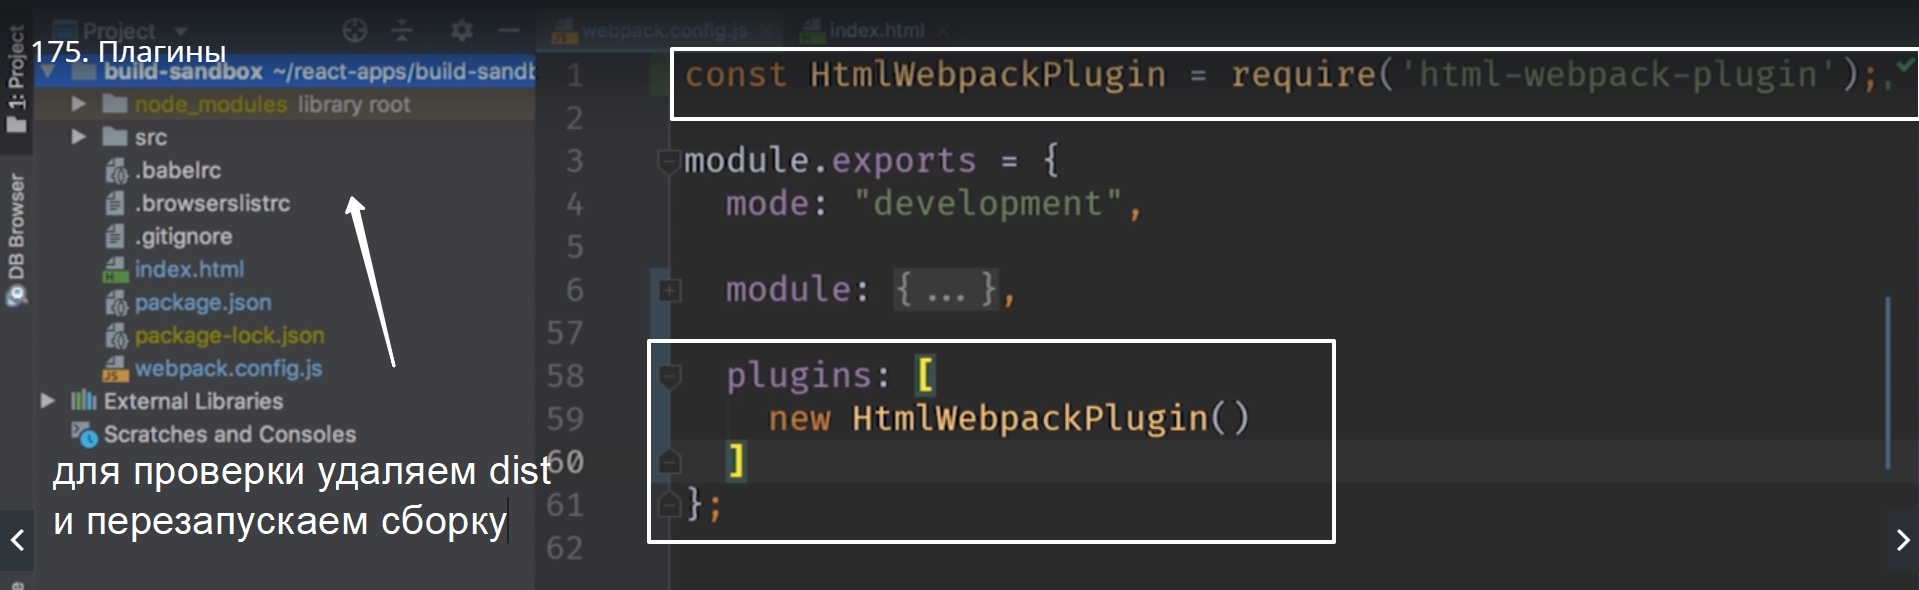 1: Project
DB Browser
Project
175. Плагины
build-sandbox ~/react-apps/build-sandb
node_modules library root
src
.babelrc
.browserslistrc
.gitignore
index.html
package.json
package-lock.json
webpack.config.js
External Libraries
Scratches and Consoles
для проверки удаляем dist
и перезапускаем сборку
webpack.config.js
index.html
1 const HtmlWebpackPlugin = require('html-webpack-plugin');
2
3 module.exports = {
4 mode: "development",
5
6 module: {...},
57
58 plugins: [
59 new HtmlWebpackPlugin()
60 ]
61 };
62